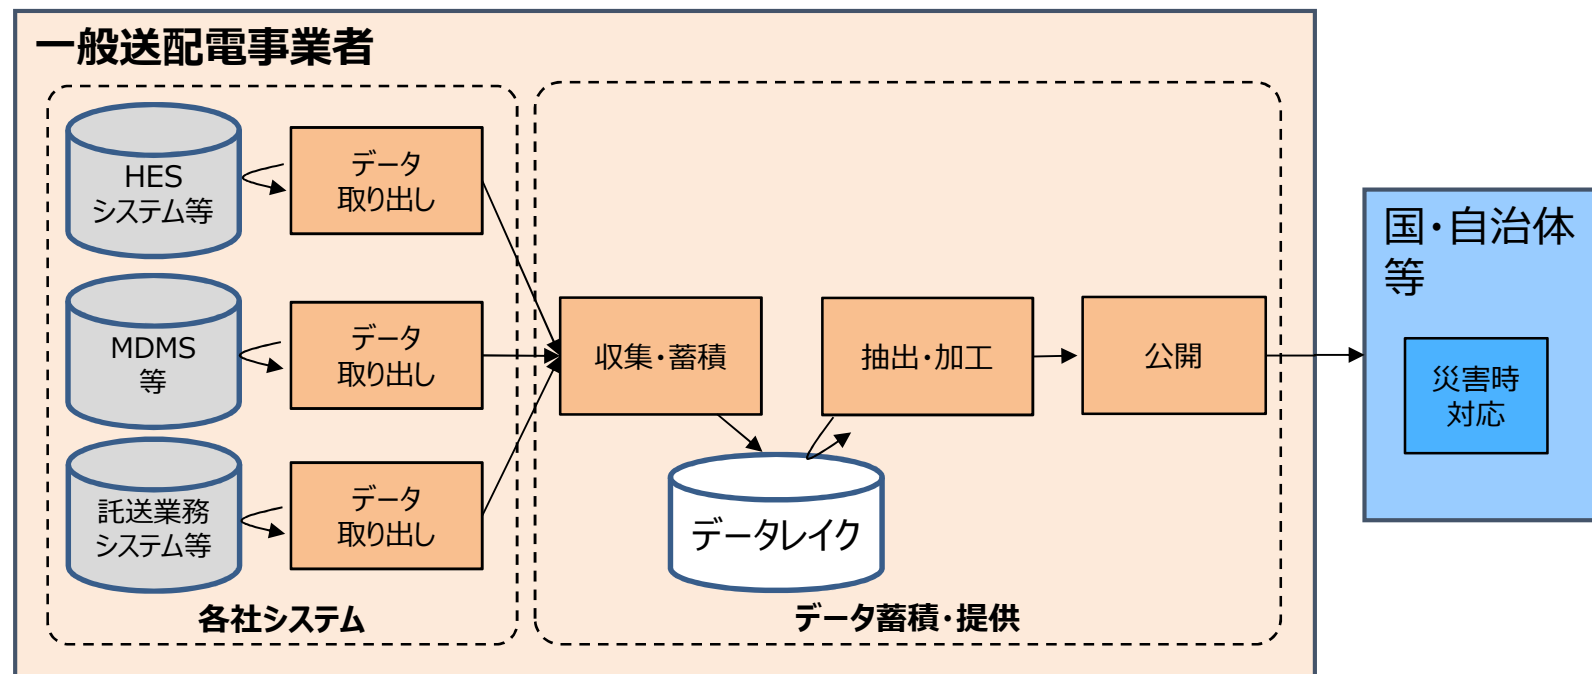 一般送配電事業者
HES
システム等
データ
取り出し
MDMS
等
データ
取り出し
託送業務
システム等
データ
取り出し
各社システム
収集・蓄積
データレイク
抽出・加工
公開
データ蓄積・提供
国・自治体
等
災害時
対応